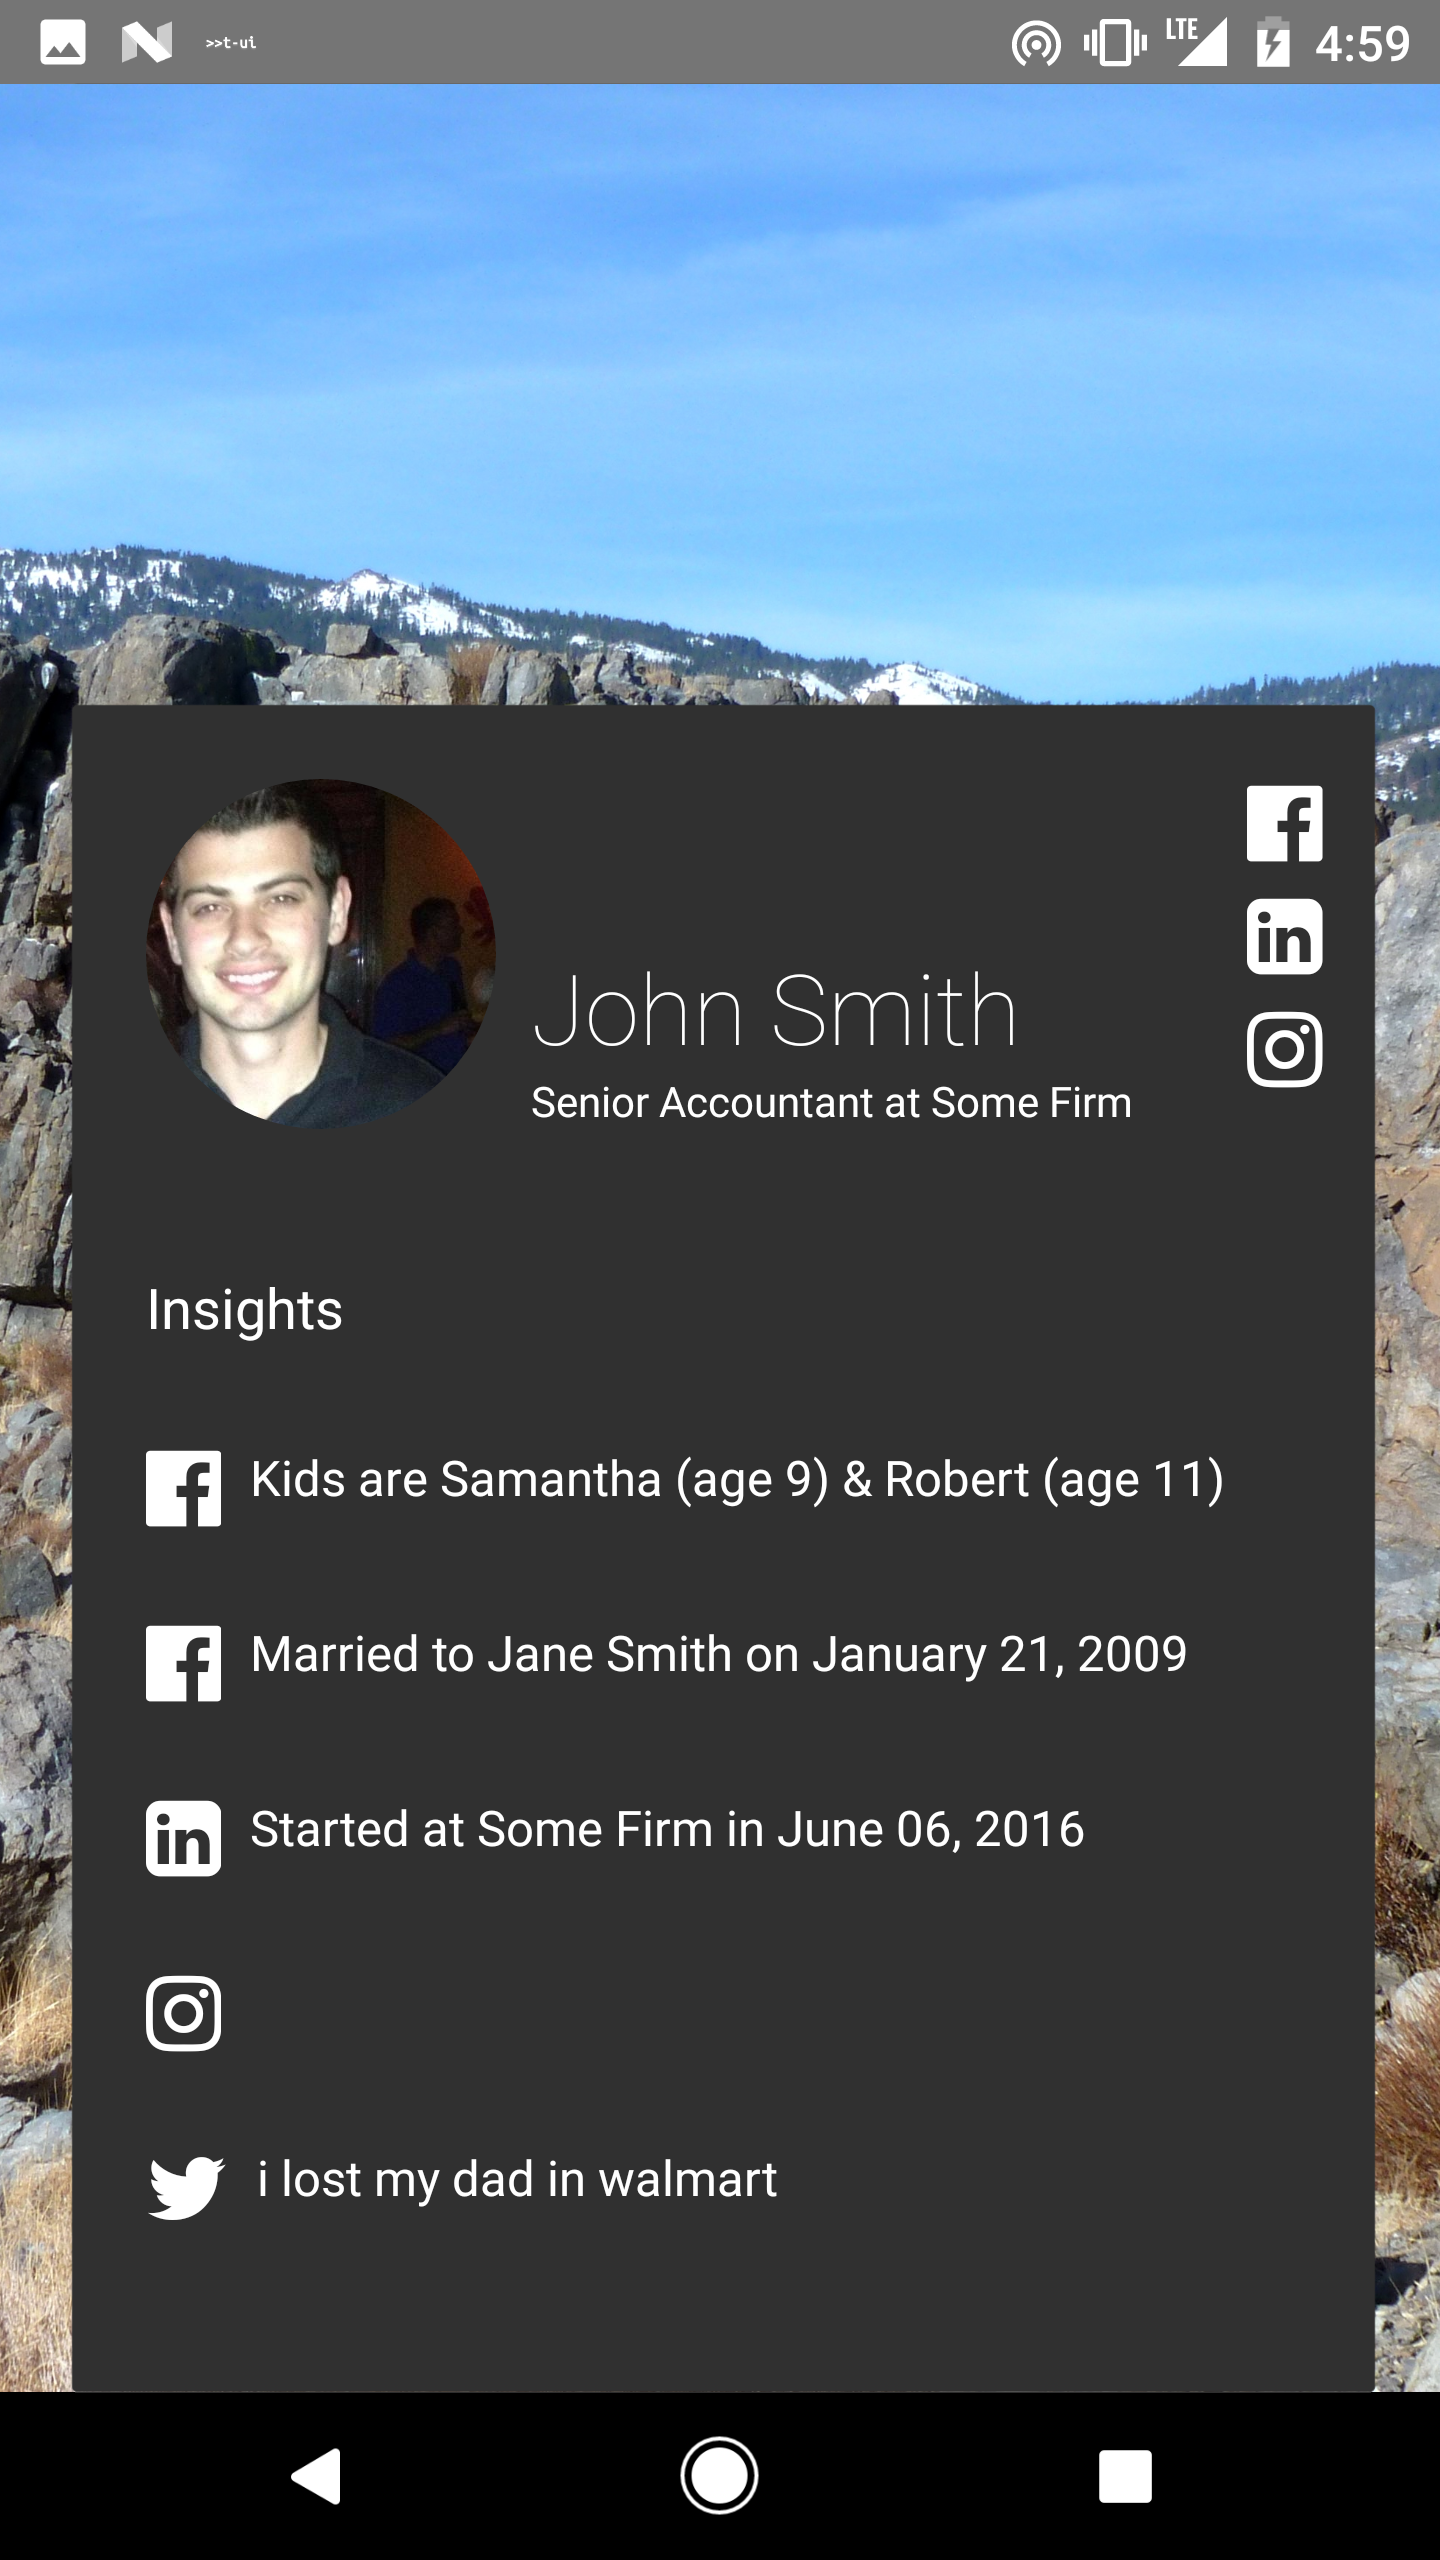 >>t-ui LTE 4:59
John Smith
Senior Accountant at Some Firm
Insights
Kids are Samantha (age 9) & Robert (age 11)
Married to Jane Smith on January 21, 2009
Started at Some Firm in June 06, 2016
i lost my dad in walmart